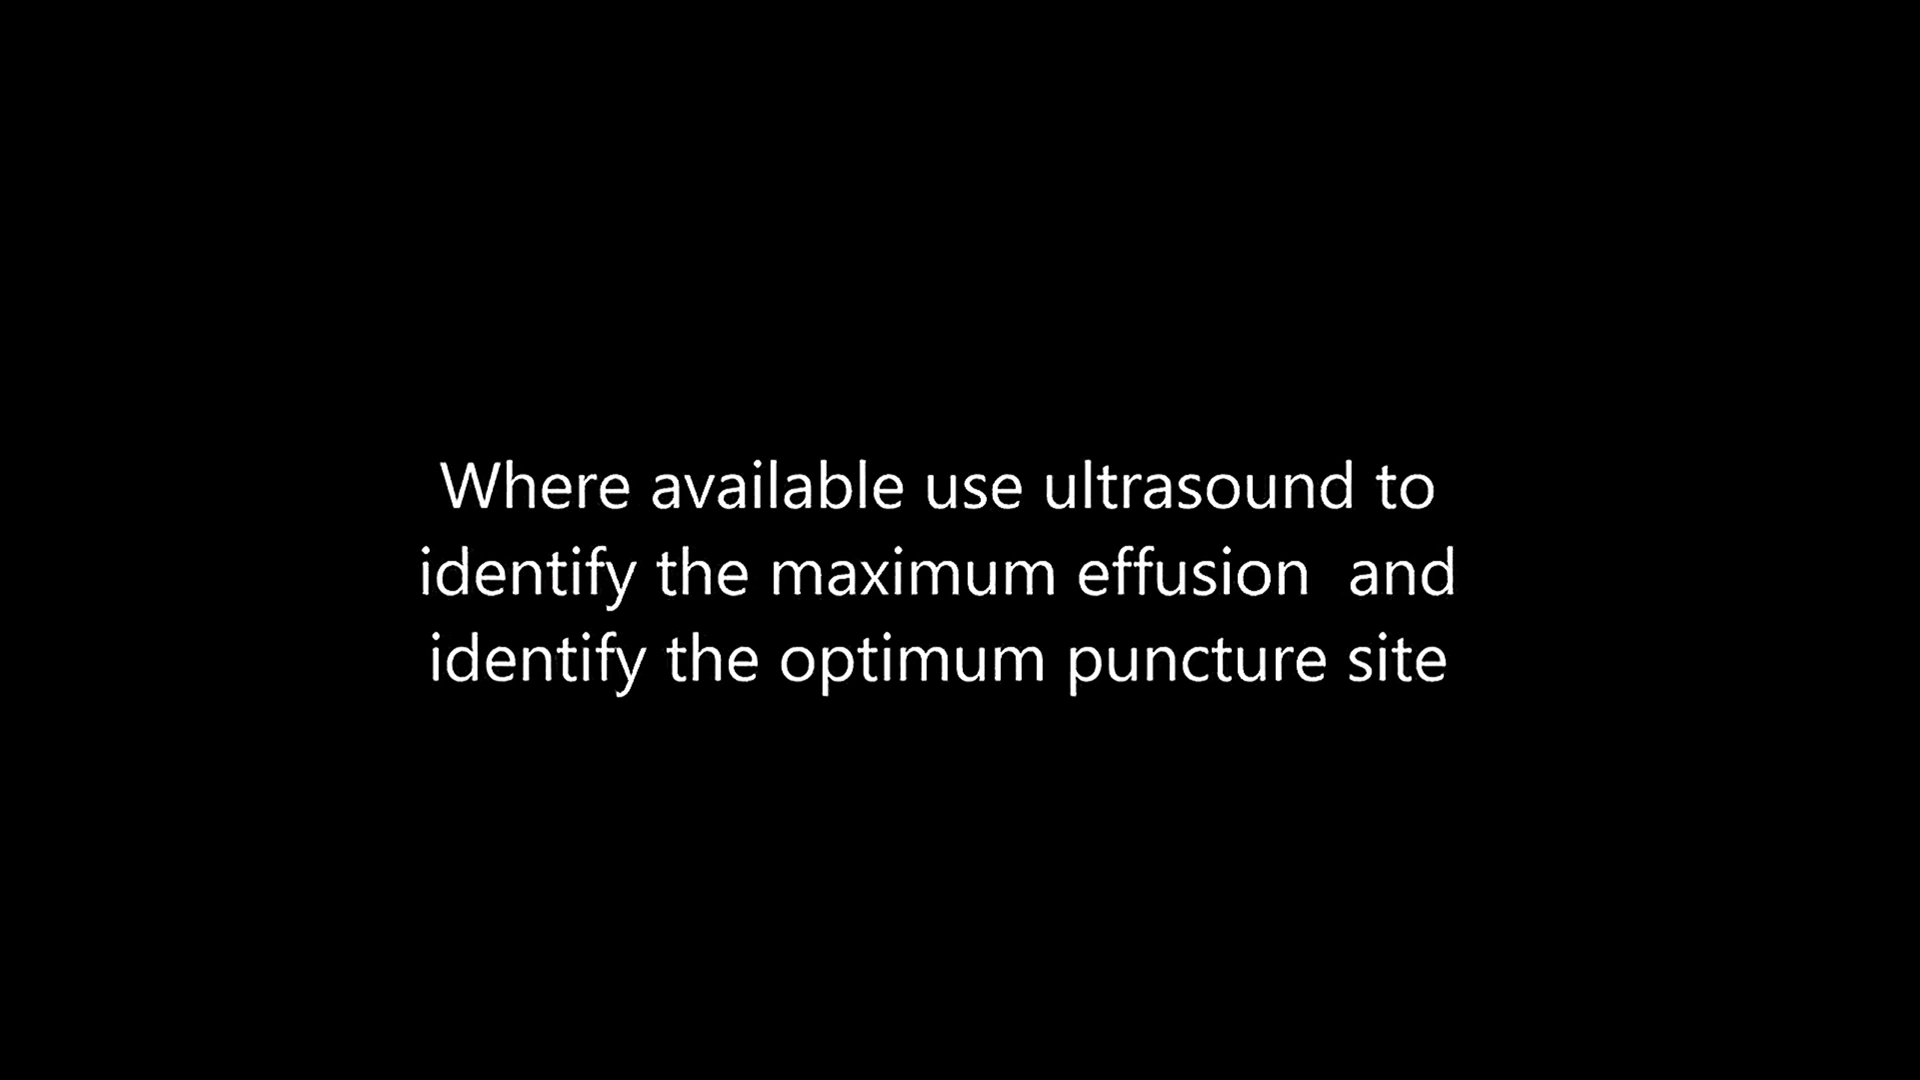 Where available use ultrasound to
identify the maximum effusion  and
identify the optimum puncture site